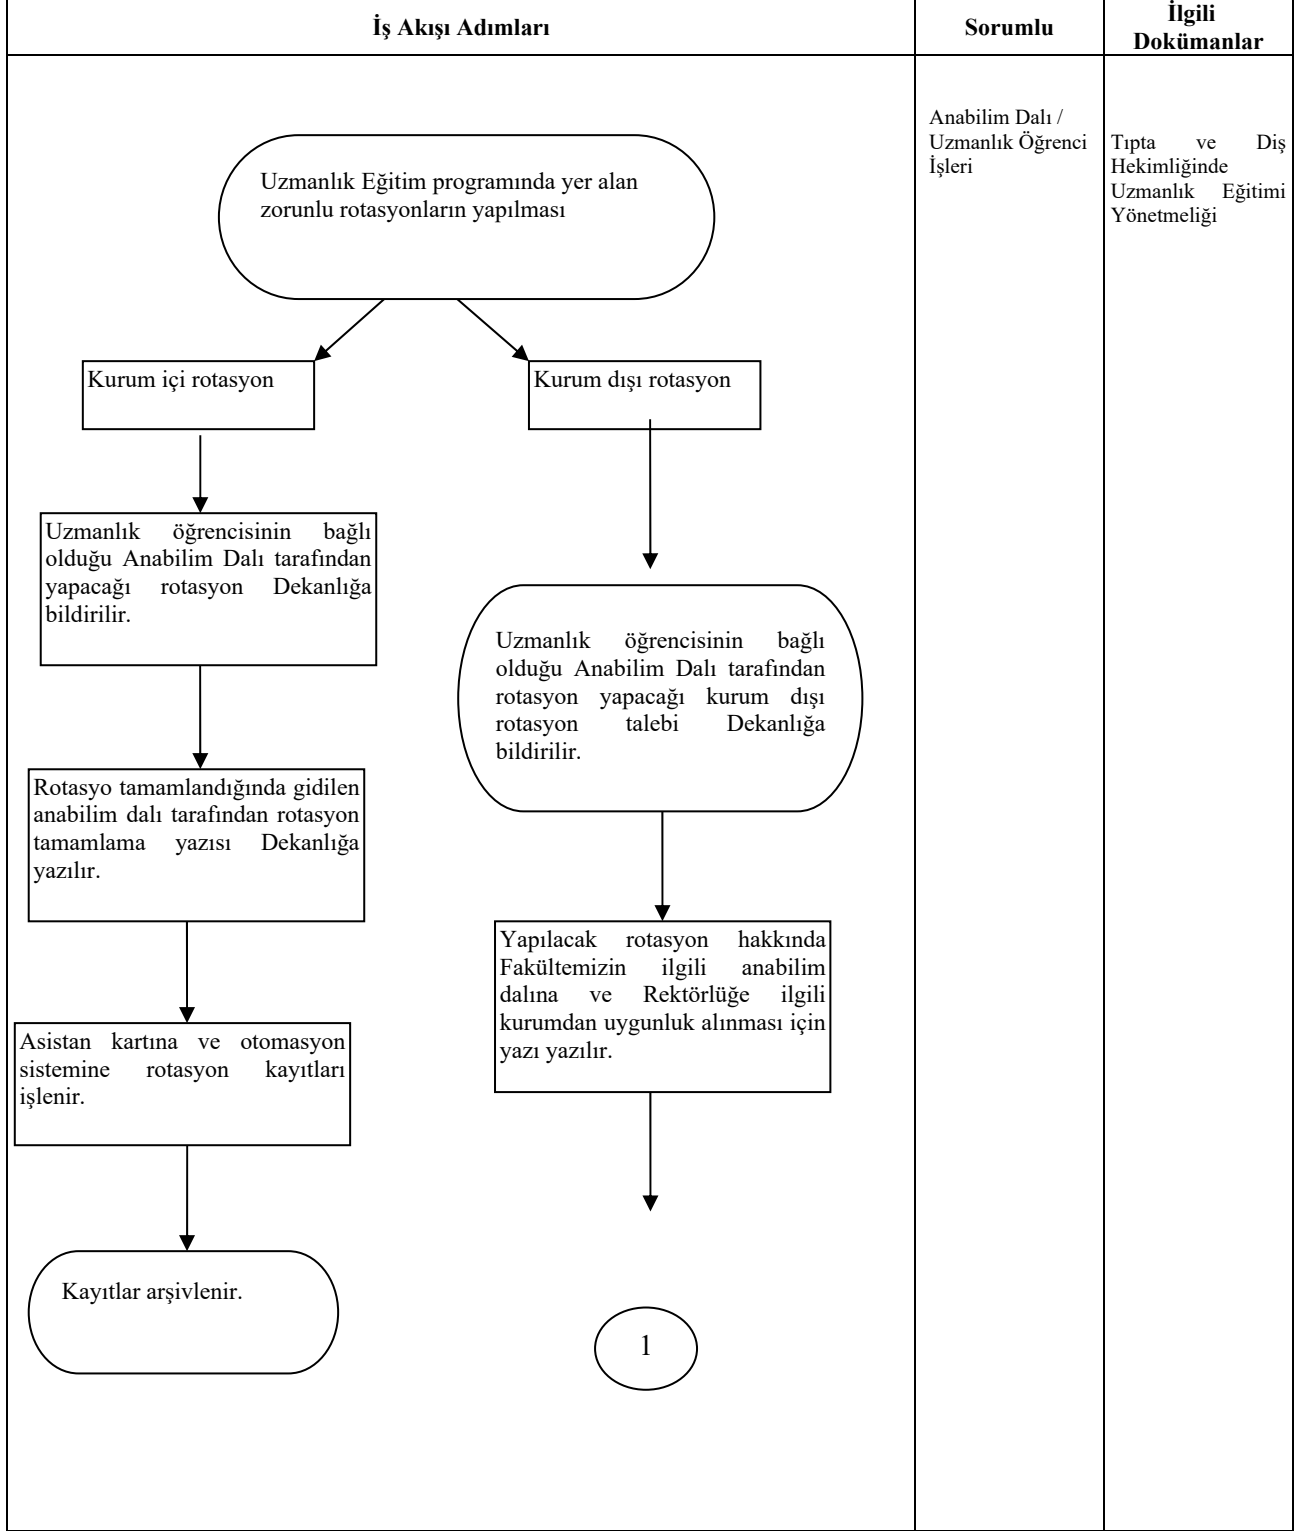 İş Akışı Adımları
Sorumlu
İlgili
Dokümanlar
Uzmanlık Eğitim programında yer alan
zorunlu rotasyonların yapılması
Anabilim Dalı /
Uzmanlık Öğrenci
İşleri
Tıpta ve Diş
Hekimliğinde
Uzmanlık Eğitimi
Yönetmeliği
Kurum içi rotasyon
Kurum dışı rotasyon
Uzmanlık öğrencisinin bağlı
olduğu Anabilim Dalı tarafından
yapacağı rotasyon Dekanlığa
bildirilir.
Uzmanlık öğrencisinin bağlı
olduğu Anabilim Dalı tarafından
rotasyon yapacağı kurum dışı
rotasyon talebi Dekanlığa
bildirilir.
Rotasyo tamamlandığında gidilen
anabilim dalı tarafından rotasyon
tamamlama yazısı Dekanlığa
yazılır.
Yapılacak rotasyon hakkında
Fakültemizin ilgili anabilim
dalına ve Rektörlüğe ilgili
kurumdan uygunluk alınması için
yazı yazılır.
Asistan kartına ve otomasyon
sistemine rotasyon kayıtları
işlenir.
Kayıtlar arşivlenir.
1